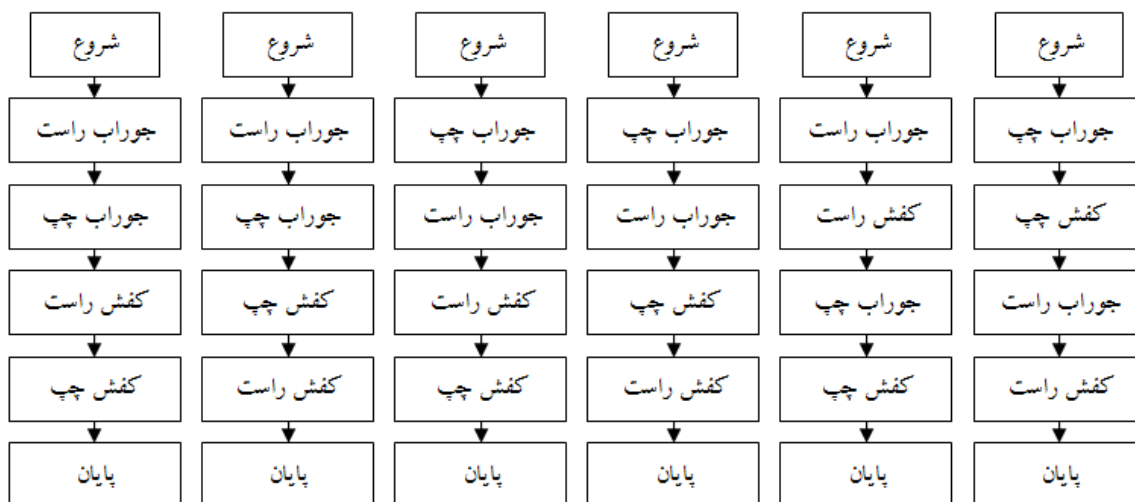 شروع شروع شروع شروع شروع شروع
جوراب چپ جوراب راست جوراب چپ جوراب چپ جوراب راست جوراب راست
کفش چپ کفش راست جوراب راست جوراب راست جوراب چپ جوراب چپ
جوراب راست جوراب چپ کفش چپ کفش راست کفش چپ کفش راست
کفش راست کفش چپ کفش راست کفش چپ کفش راست کفش چپ
پایان پایان پایان پایان پایان پایان